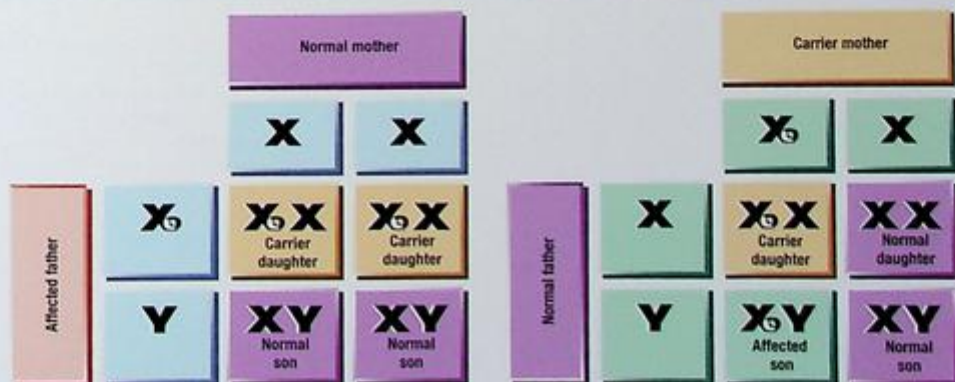 Normal mother
X X
Affected father
X X X Carrier daughter X X Carrier daughter
Y X Y Normal son X Y Normal son
Carrier mother
X X
Normal father
X X X Carrier daughter X X Normal daughter
Y X Y Affected son X Y Normal son